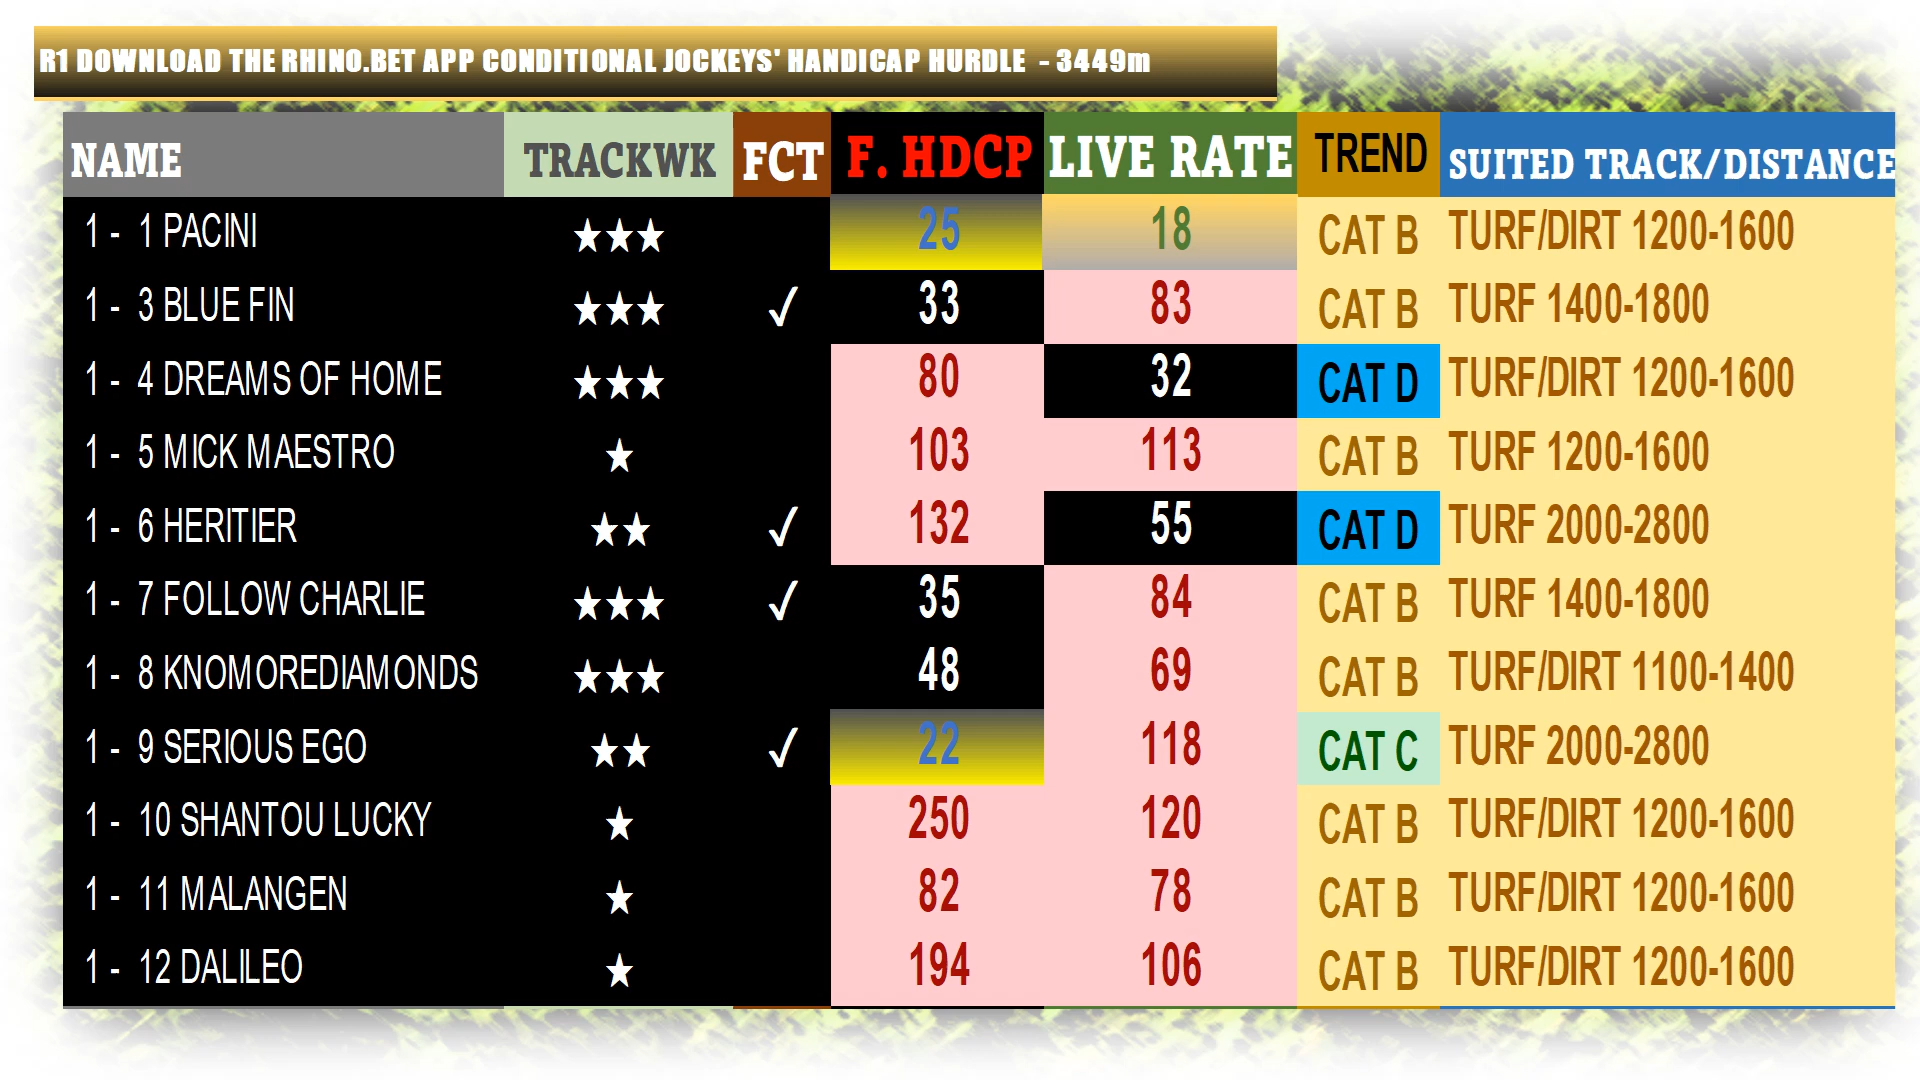 R1 DOWNLOAD THE RHINO.BET APP CONDITIONAL JOCKEYS' HANDICAP HURDLE - 3449m
NAME TRACKWK FCT F. HDCP LIVE RATE TREND SUITED TRACK/DISTANCE
1 - 1 PACINI ★★★ 25 18 CAT B TURF/DIRT 1200-1600
1 - 3 BLUE FIN ★★★ ✓ 33 83 CAT B TURF 1400-1800
1 - 4 DREAMS OF HOME ★★★ 80 32 CAT D TURF/DIRT 1200-1600
1 - 5 MICK MAESTRO ★ 103 113 CAT B TURF 1200-1600
1 - 6 HERITIER ★★ ✓ 132 55 CAT D TURF 2000-2800
1 - 7 FOLLOW CHARLIE ★★★ ✓ 35 84 CAT B TURF 1400-1800
1 - 8 KNOMOREDIAMONDS ★★★ 48 69 CAT B TURF/DIRT 1100-1400
1 - 9 SERIOUS EGO ★★ ✓ 22 118 CAT C TURF 2000-2800
1 - 10 SHANTOU LUCKY ★ 250 120 CAT B TURF/DIRT 1200-1600
1 - 11 MALANGEN ★ 82 78 CAT B TURF/DIRT 1200-1600
1 - 12 DALILEO ★ 194 106 CAT B TURF/DIRT 1200-1600